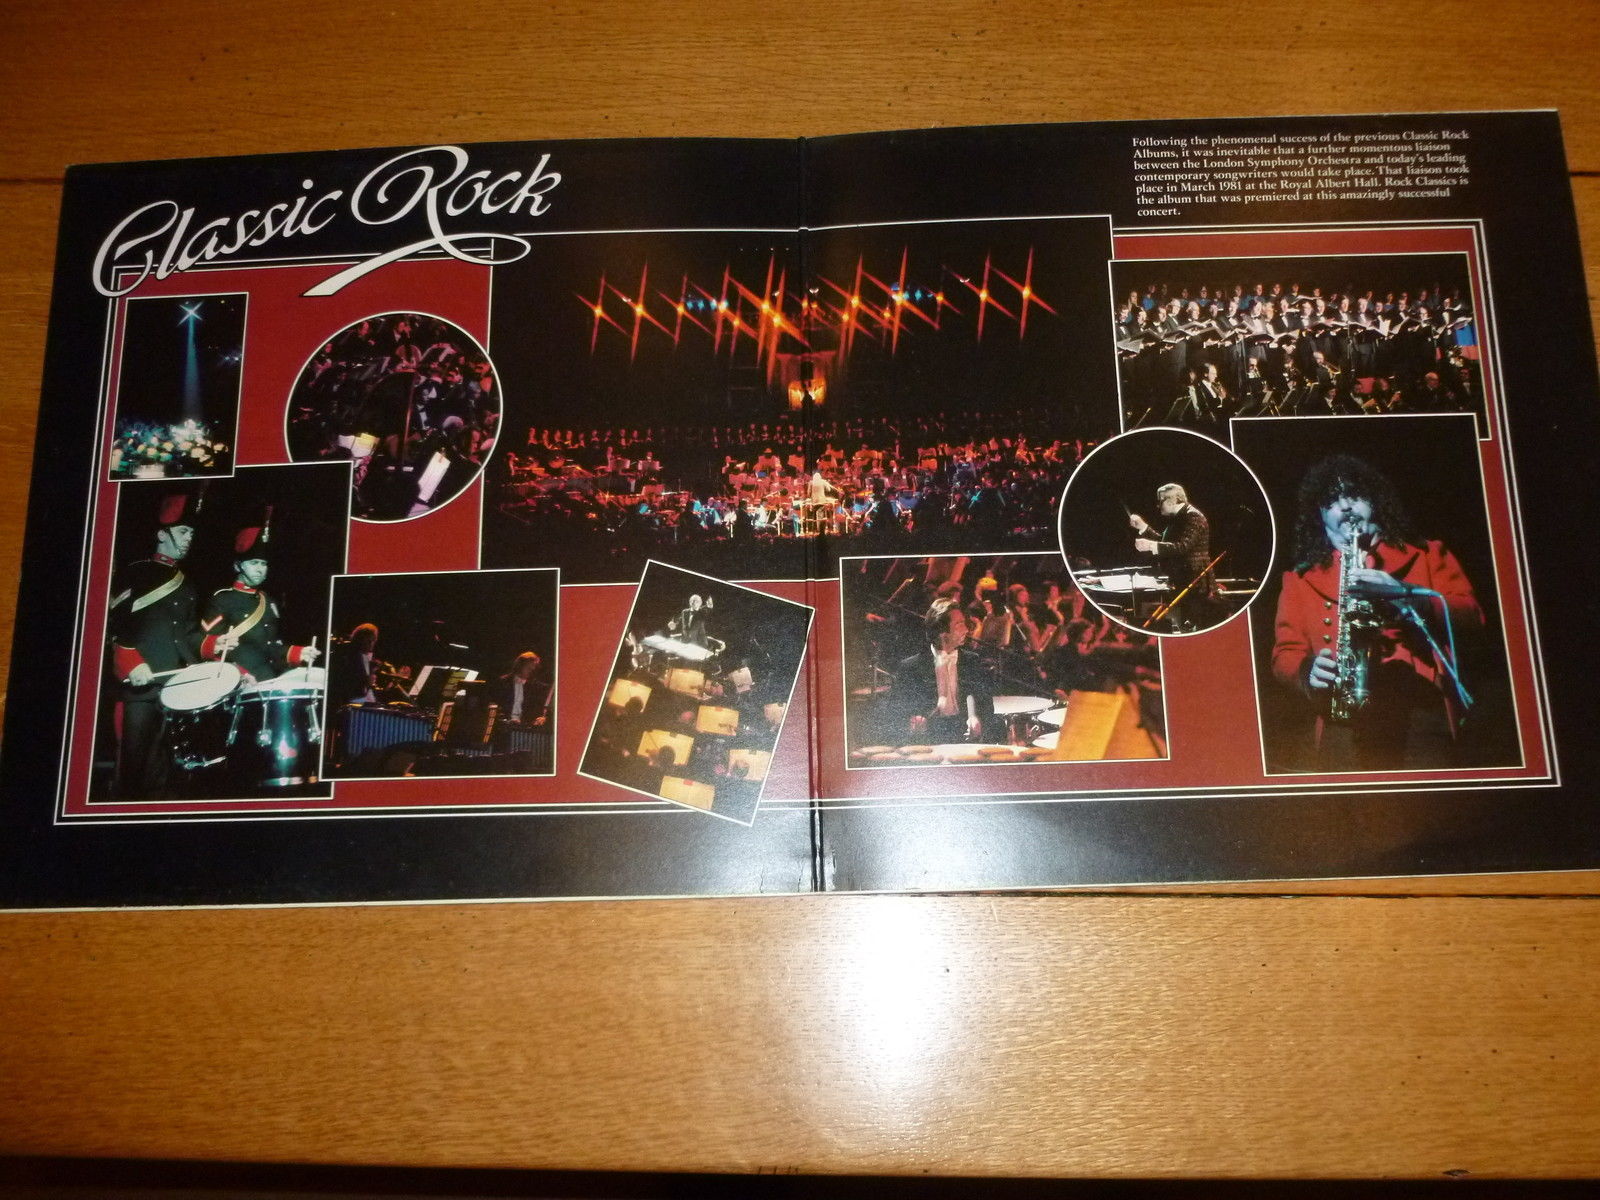 Classic Rock
Following the phenomenal success of the previous Classic Rock
Albums, it was inevitable that a further momentous liaison
between the London Symphony Orchestra and today's leading
contemporary songwriters would take place. That liaison took
place in March 1981 at the Royal Albert Hall. Rock Classics is
the album that was premiered at this amazingly successful
concert.